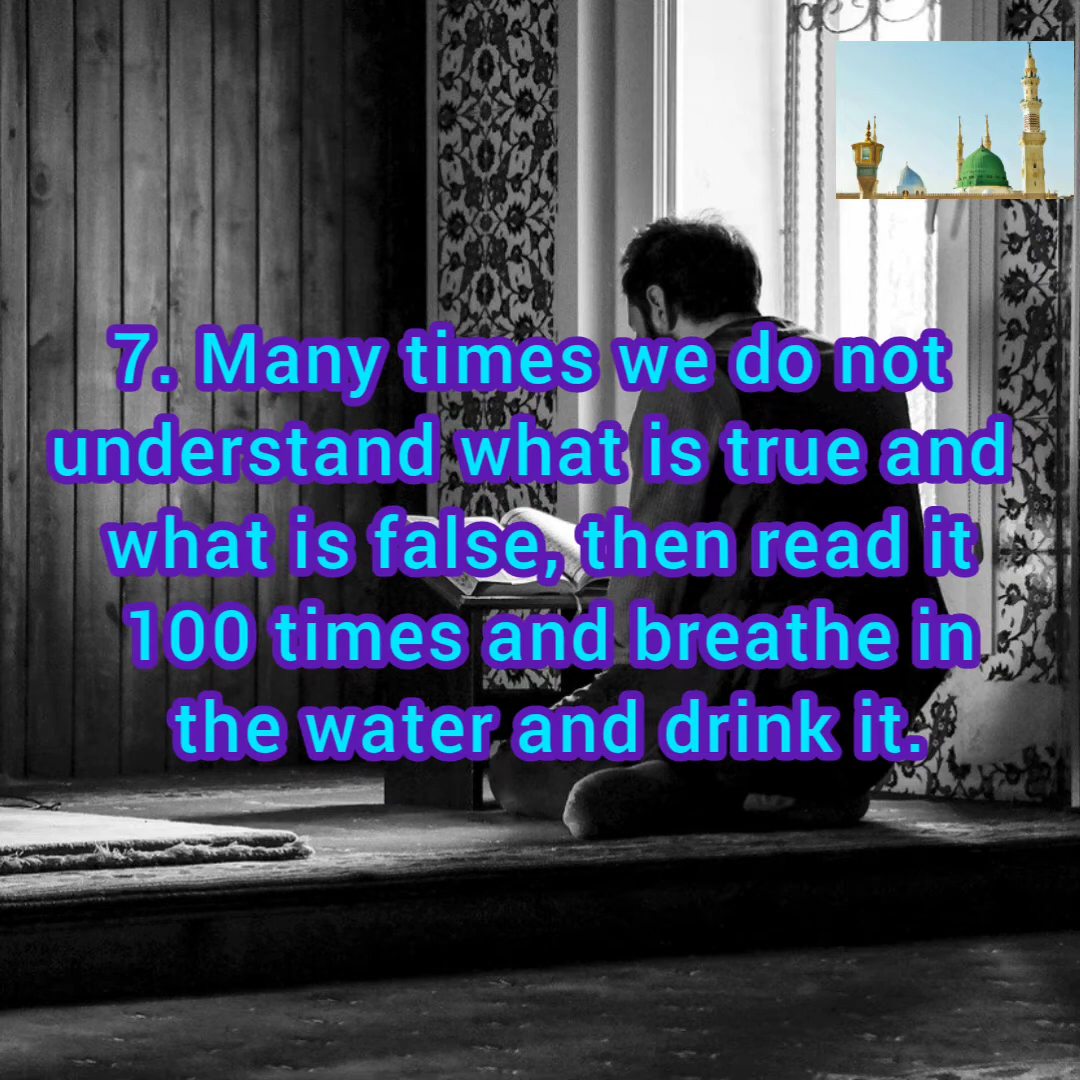 7. Many times we do not
understand what is true and
what is false, then read it
100 times and breathe in
the water and drink it.